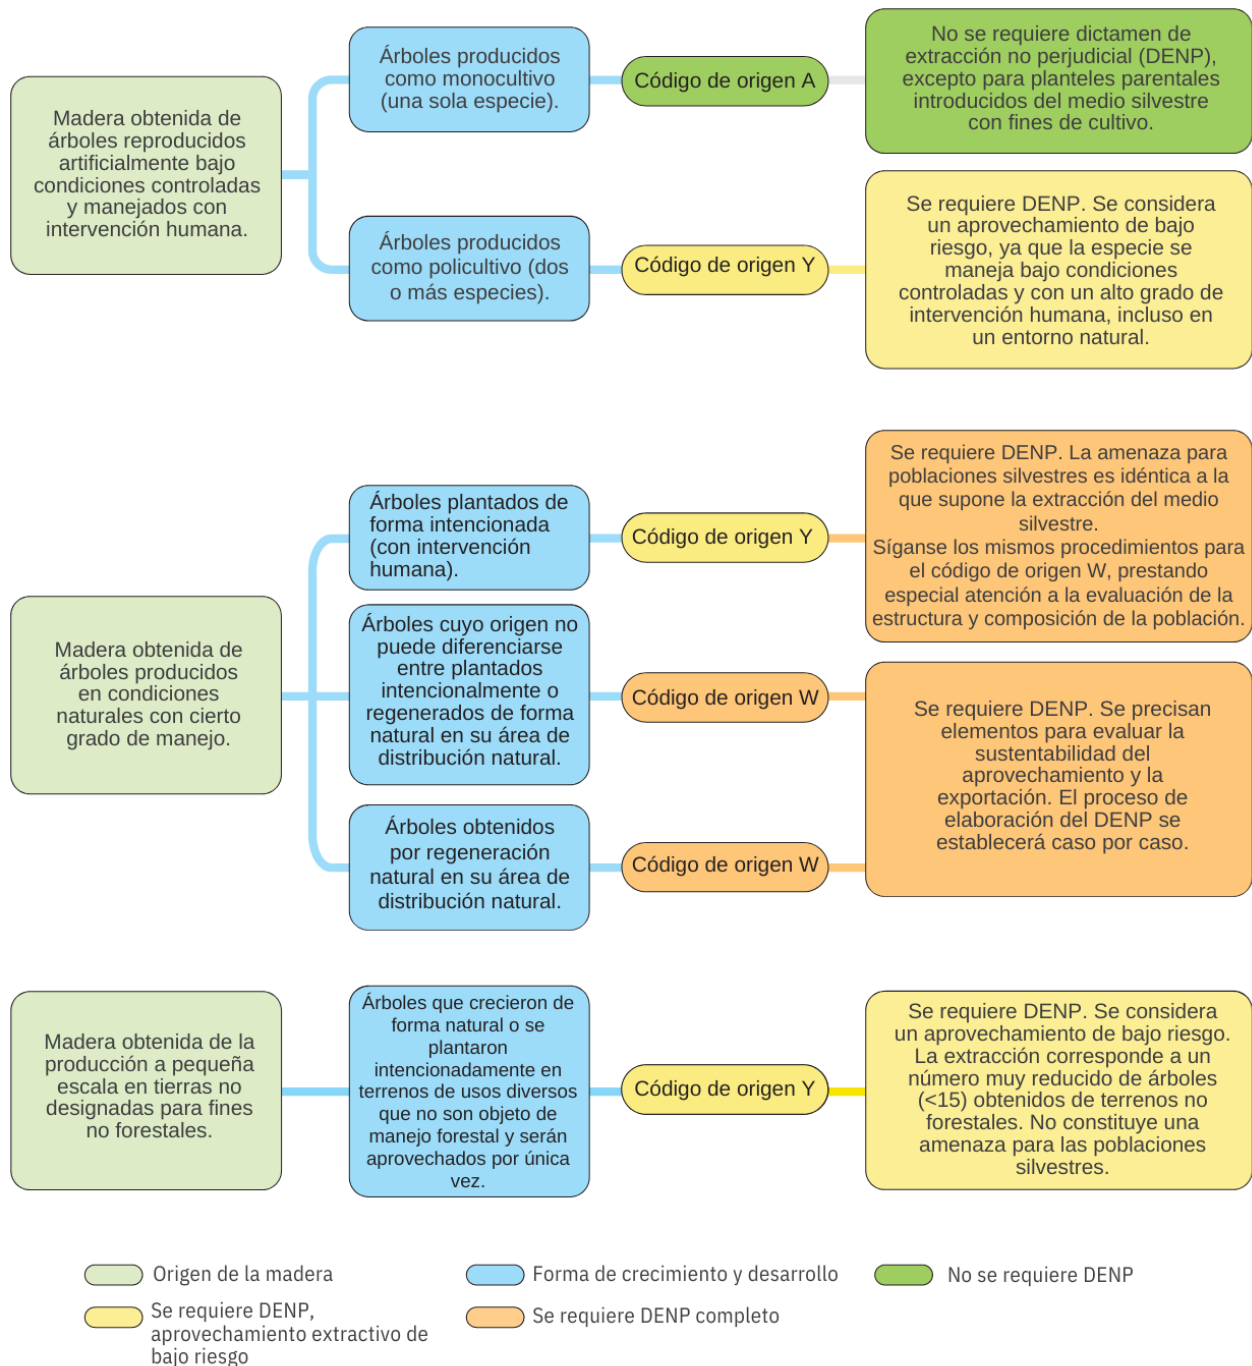 Madera obtenida de
árboles reproducidos
artificialmente bajo
condiciones controladas
y manejados con
intervención humana.
Árboles producidos
como monocultivo
(una sola especie).
Código de origen A
No se requiere dictamen de
extracción no perjudicial (DENP),
excepto para planteles parentales
introducidos del medio silvestre
con fines de cultivo.
Árboles producidos
como policultivo (dos
o más especies).
Código de origen Y
Se requiere DENP. Se considera
un aprovechamiento de bajo
riesgo, ya que la especie se
maneja bajo condiciones
controladas y con un alto grado de
intervención humana, incluso en
un entorno natural.
Madera obtenida de
árboles producidos
en condiciones
naturales con cierto
grado de manejo.
Árboles plantados de
forma intencionada
(con intervención
humana).
Código de origen Y
Se requiere DENP. La amenaza para
poblaciones silvestres es idéntica a la
que supone la extracción del medio
silvestre.
Síganse los mismos procedimientos para
el código de origen W, prestando
especial atención a la evaluación de la
estructura y composición de la población.
Árboles cuyo origen no
puede diferenciarse
entre plantados
intencionalmente o
regenerados de forma
natural en su área de
distribución natural.
Código de origen W
Árboles obtenidos
por regeneración
natural en su área de
distribución natural.
Código de origen W
Se requiere DENP. Se precisan
elementos para evaluar la
sustentabilidad del
aprovechamiento y la
exportación. El proceso de
elaboración del DENP se
establecerá caso por caso.
Madera obtenida de la
producción a pequeña
escala en tierras no
designadas para fines
no forestales.
Árboles que crecieron de
forma natural o se
plantaron
intencionadamente en
terrenos de usos diversos
que no son objeto de
manejo forestal y serán
aprovechados por única
vez.
Código de origen Y
Se requiere DENP. Se considera
un aprovechamiento de bajo riesgo.
La extracción corresponde a un
número muy reducido de árboles
(<15) obtenidos de terrenos no
forestales. No constituye una
amenaza para las poblaciones
silvestres.
Origen de la madera
Forma de crecimiento y desarrollo
No se requiere DENP
Se requiere DENP,
aprovechamiento extractivo de
bajo riesgo
Se requiere DENP completo